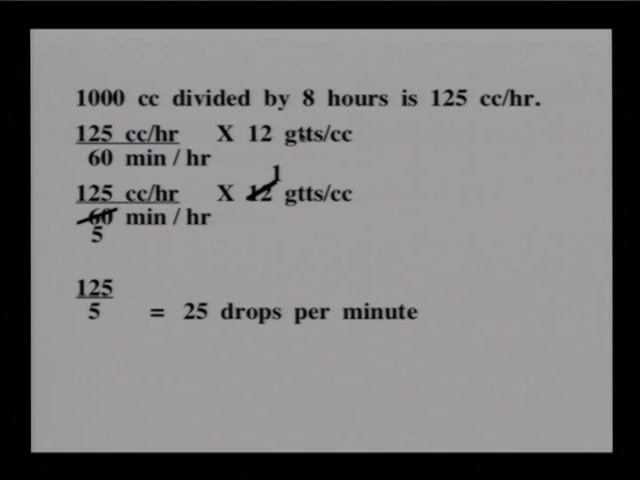 1000 cc divided by 8 hours is 125 cc/hr.
125 cc/hr X 12 gtts/cc
60 min / hr
1
125 cc/hr X 12 gtts/cc
60 min / hr
5
125
5 = 25 drops per minute